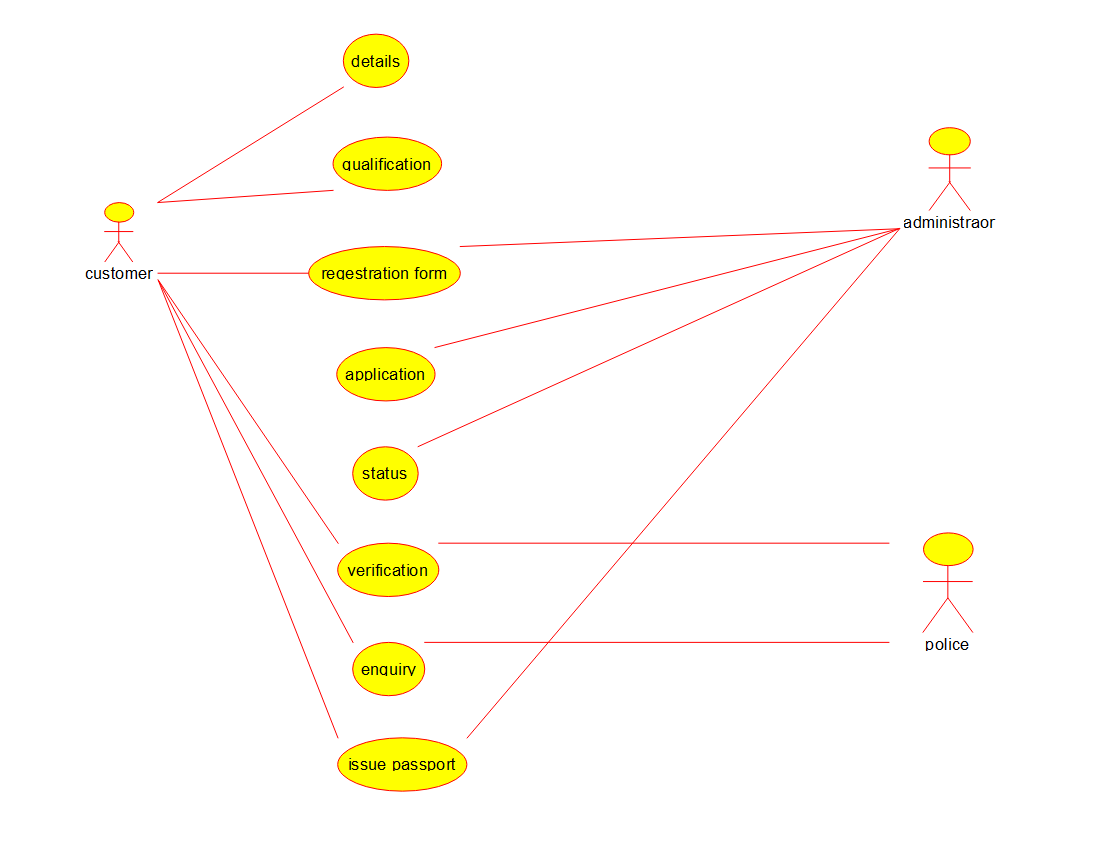 details
qualification
administraor
customer
regestration form
application
status
verification
enquiry
police
issue passport